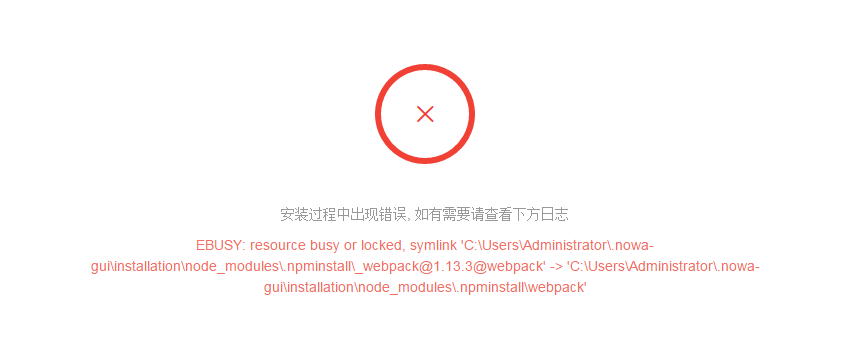 安装过程中出现错误, 如有需要请查看下方日志
EBUSY: resource busy or locked, symlink 'C:\Users\Administrator\.nowa-
gui\installation\node_modules\.npminstall\_webpack@1.13.3@webpack' -> 'C:\Users\Administrator\.nowa-
gui\installation\node_modules\.npminstall\webpack'